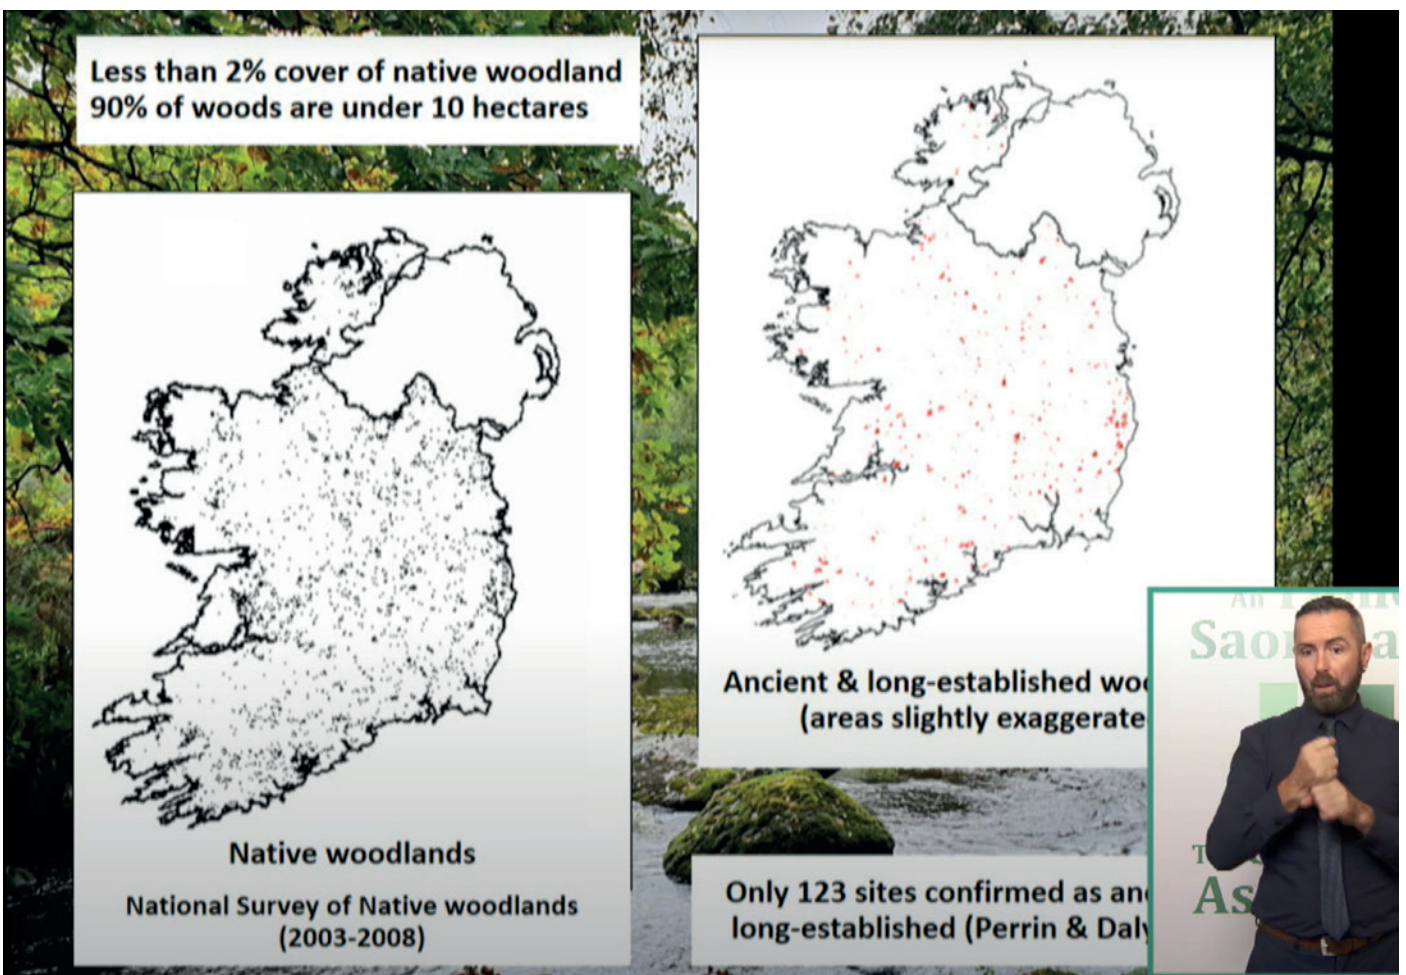 Less than 2% cover of native woodland
90% of woods are under 10 hectares
Native woodlands
National Survey of Native woodlands
(2003-2008)
Ancient & long-established
(areas slightly exaggerate
Only 123 sites confirmed as
long-established (Perrin & Daly
An
As